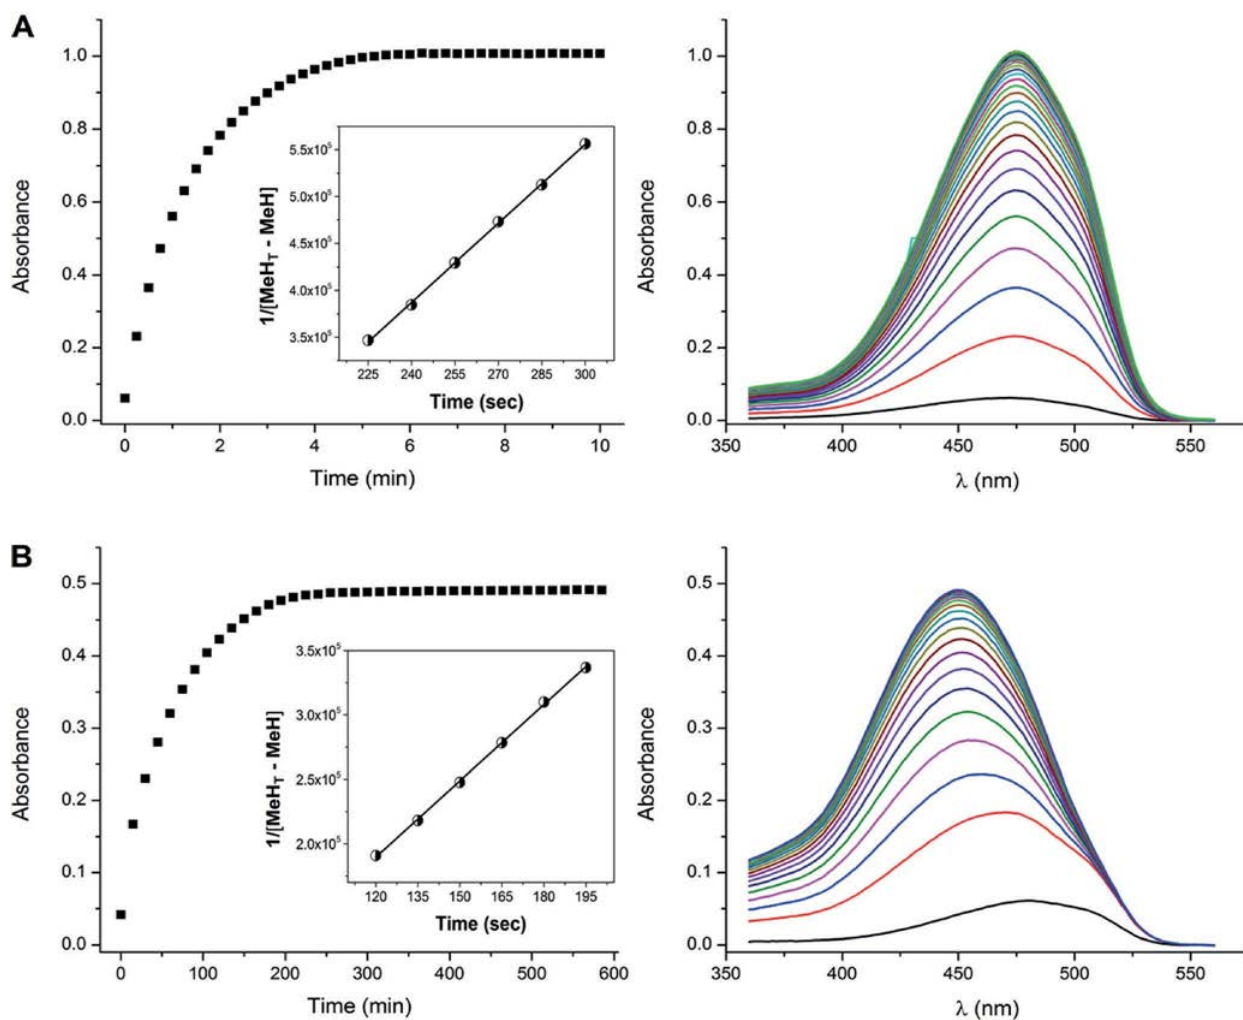 A
Absorbance
1.0
0.8
0.6
0.4
0.2
0.0
0 2 4 6 8 10
Time (min)
1/[MeH_T - MeH]
5.5x10⁵
5.0x10⁵
4.5x10⁵
4.0x10⁵
3.5x10⁵
225 240 255 270 285 300
Time (sec)
Absorbance
1.0
0.8
0.6
0.4
0.2
0.0
350 400 450 500 550
λ (nm)
B
Absorbance
0.5
0.4
0.3
0.2
0.1
0.0
0 100 200 300 400 500 600
Time (min)
1/[MeH_T - MeH]
3.5x10⁵
3.0x10⁵
2.5x10⁵
2.0x10⁵
120 135 150 165 180 195
Time (sec)
Absorbance
0.5
0.4
0.3
0.2
0.1
0.0
350 400 450 500 550
λ (nm)